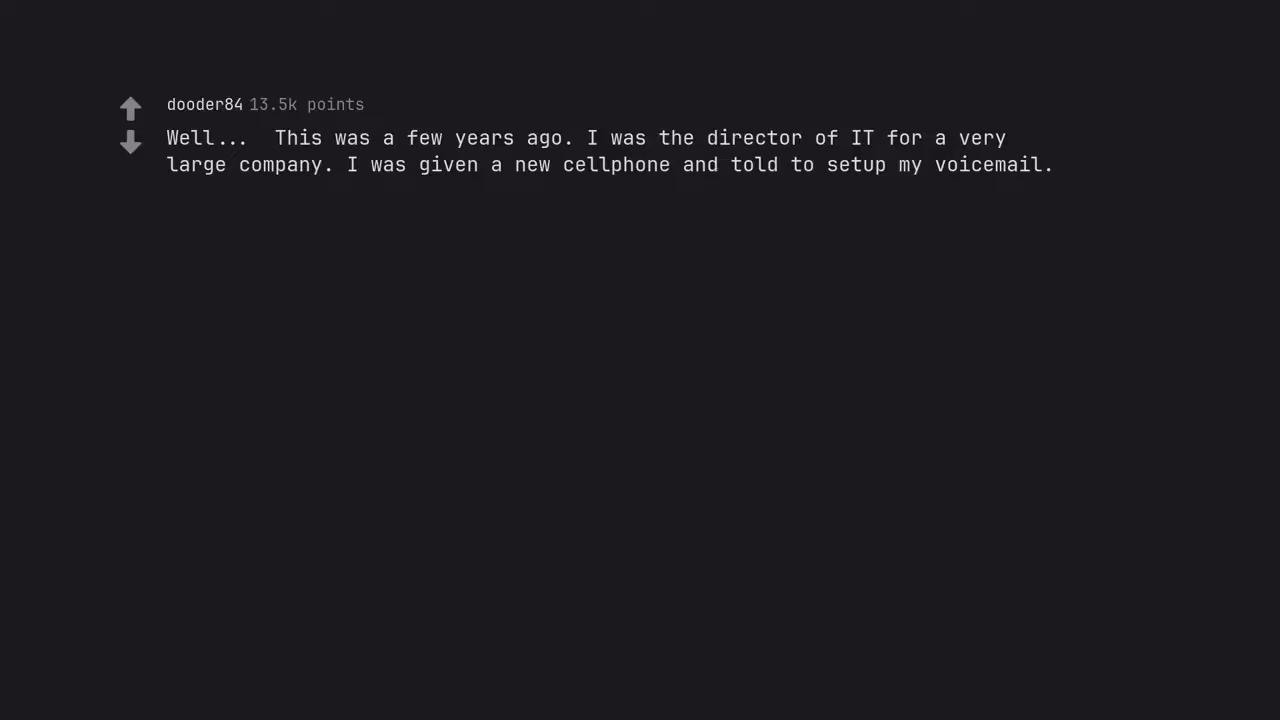 dooder84 13.5k points
Well...  This was a few years ago. I was the director of IT for a very
large company. I was given a new cellphone and told to setup my voicemail.